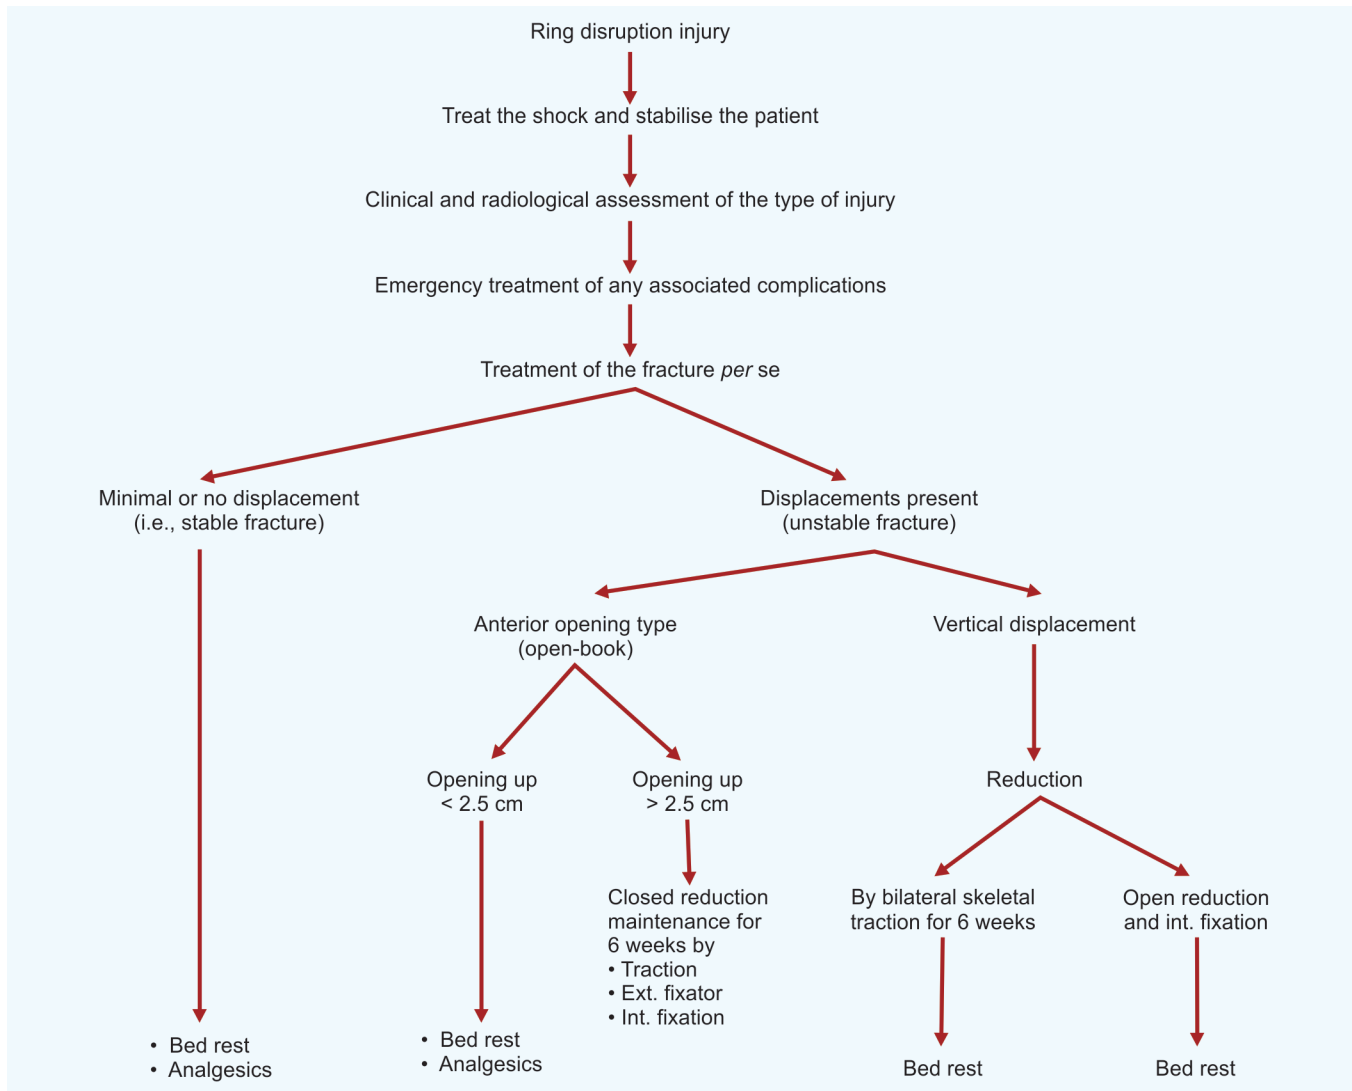 Ring disruption injury
Treat the shock and stabilise the patient
Clinical and radiological assessment of the type of injury
Emergency treatment of any associated complications
Treatment of the fracture per se
Minimal or no displacement
(i.e., stable fracture)
Displacements present
(unstable fracture)
Anterior opening type
(open-book)
Vertical displacement
Opening up
< 2.5 cm
Opening up
> 2.5 cm
Reduction
Closed reduction
maintenance for
6 weeks by
• Traction
• Ext. fixator
• Int. fixation
By bilateral skeletal
traction for 6 weeks
Open reduction
and int. fixation
• Bed rest
• Analgesics
• Bed rest
• Analgesics
Bed rest
Bed rest